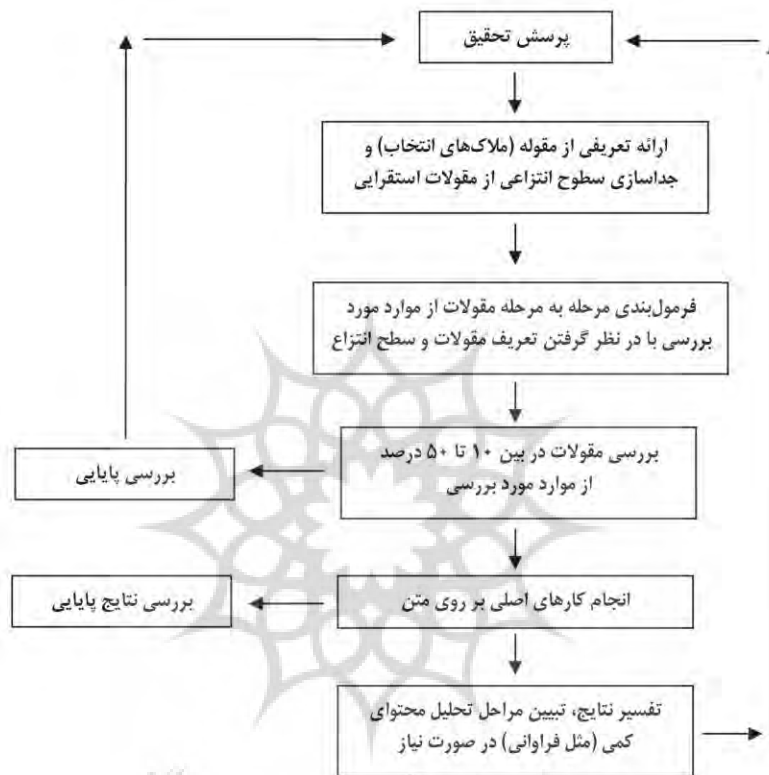 پرسش تحقیق
ارائه تعریفی از مقوله (ملاک‌های انتخاب) و
جداسازی سطوح انتزاعی از مقولات استقرایی
فرمول‌بندی مرحله به مرحله مقولات از موارد مورد
بررسی با در نظر گرفتن تعریف مقولات و سطح انتزاع
بررسی مقولات در بین ۱۰ تا ۵۰ درصد
از موارد مورد بررسی
بررسی پایایی
انجام کارهای اصلی بر روی متن
بررسی نتایج پایایی
تفسیر نتایج، تبیین مراحل تحلیل محتوای
کمی (مثل فراوانی) در صورت نیاز